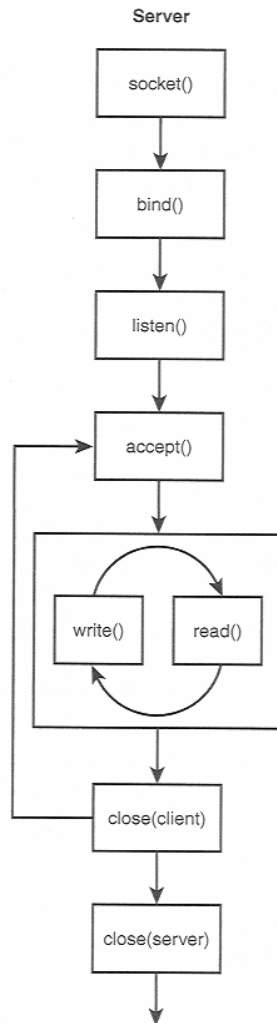 Server
socket()
bind()
listen()
accept()
write()
read()
close(client)
close(server)